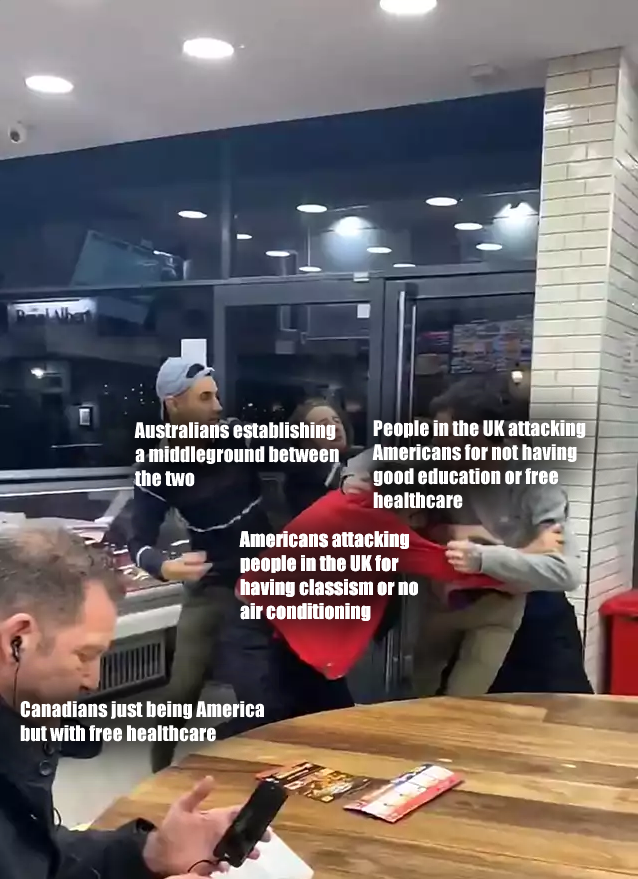 Royal Albert
Australians establishing
a middleground between
the two
People in the UK attacking
Americans for not having
good education or free
healthcare
Americans attacking
people in the UK for
having classism or no
air conditioning
Canadians just being America
but with free healthcare